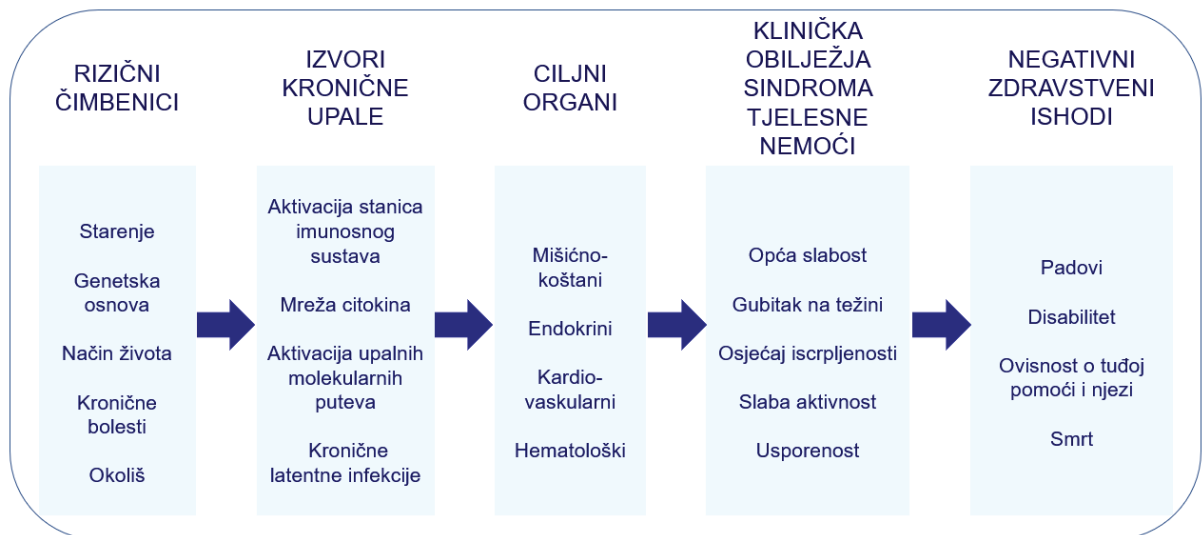 RIZIČNI
ČIMBENICI
IZVORI
KRONIČNE
UPALE
CILJNI
ORGANI
KLINIČKA
OBILJEŽJA
SINDROMA
TJELESNE
NEMOĆI
NEGATIVNI
ZDRAVSTVENI
ISHODI
Starenje
Genetska
osnova
Način života
Kronične
bolesti
Okoliš
Aktivacija stanica
imunosnog
sustava
Mreža citokina
Aktivacija upalnih
molekularnih
puteva
Kronične
latentne infekcije
Mišićno-
koštani
Endokrini
Kardio-
vaskularni
Hematološki
Opća slabost
Gubitak na težini
Osjećaj iscrpljenosti
Slaba aktivnost
Usporenost
Padovi
Disabilitet
Ovisnost o tuđoj
pomoći i njezi
Smrt